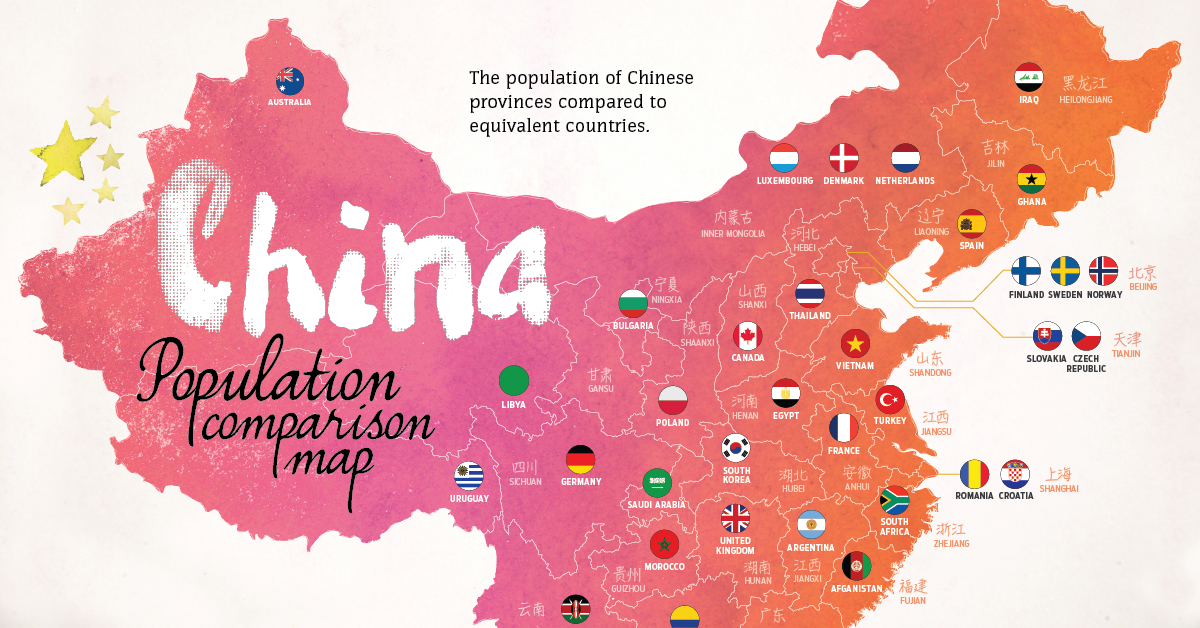 The population of Chinese
provinces compared to
equivalent countries.
China
Population
comparison
map
AUSTRALIA
IRAQ
黑龙江
HEILONGJIANG
吉林
JILIN
LUXEMBOURG
DENMARK
NETHERLANDS
GHANA
内蒙古
INNER MONGOLIA
河北
HEBEI
辽宁
LIAONING
SPAIN
FINLAND
SWEDEN
NORWAY
北京
BEIJING
宁夏
NINGXIA
BULGARIA
山西
SHANXI
THAILAND
陕西
SHAANXI
CANADA
VIETNAM
山东
SHANDONG
SLOVAKIA
CZECH
REPUBLIC
天津
TIANJIN
LIBYA
甘肃
GANSU
POLAND
河南
HENAN
EGYPT
TURKEY
江西
JIANGSU
FRANCE
URUGUAY
四川
SICHUAN
GERMANY
SAUDI ARABIA
SOUTH
KOREA
湖北
HUBEI
安徽
ANHUI
ROMANIA
CROATIA
上海
SHANGHAI
UNITED
KINGDOM
ARGENTINA
SOUTH
AFRICA
浙江
ZHEJIANG
MOROCCO
贵州
GUIZHOU
湖南
HUNAN
江西
JIANGXI
AFGANISTAN
福建
FUJIAN
云南
广东